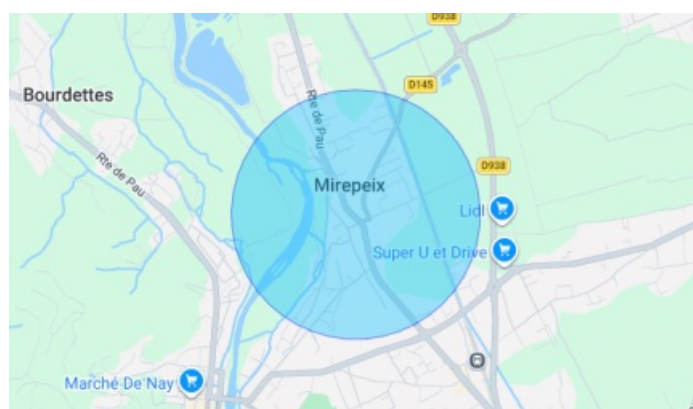 D938
D145
Bourdettes
Rte de Pau
Rte de Pau
Mirepeix
D938
Lidl
Super U et Drive
Marché De Nay